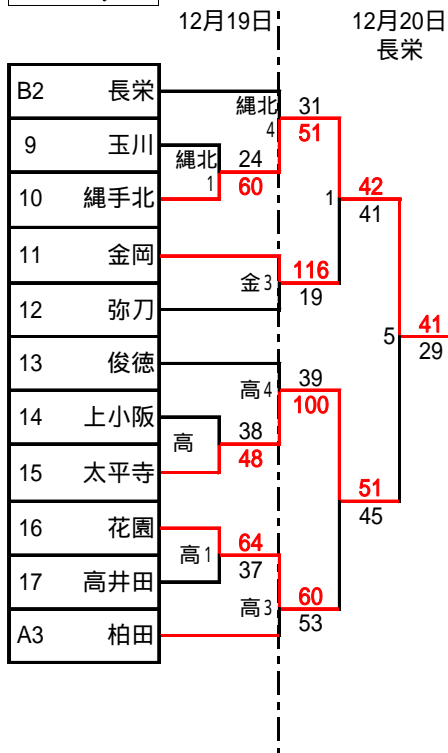 12月19日
12月20日
長栄
B2 長栄
9 玉川
10 縄手北
11 金岡
12 弥刀
13 俊徳
14 上小阪
15 太平寺
16 花園
17 高井田
A3 柏田
縄北
1
24
60
縄北
4
31
51
金3
116
19
1
42
41
高
38
48
高4
39
100
高1
64
37
高3
60
53
51
45
5
41
29